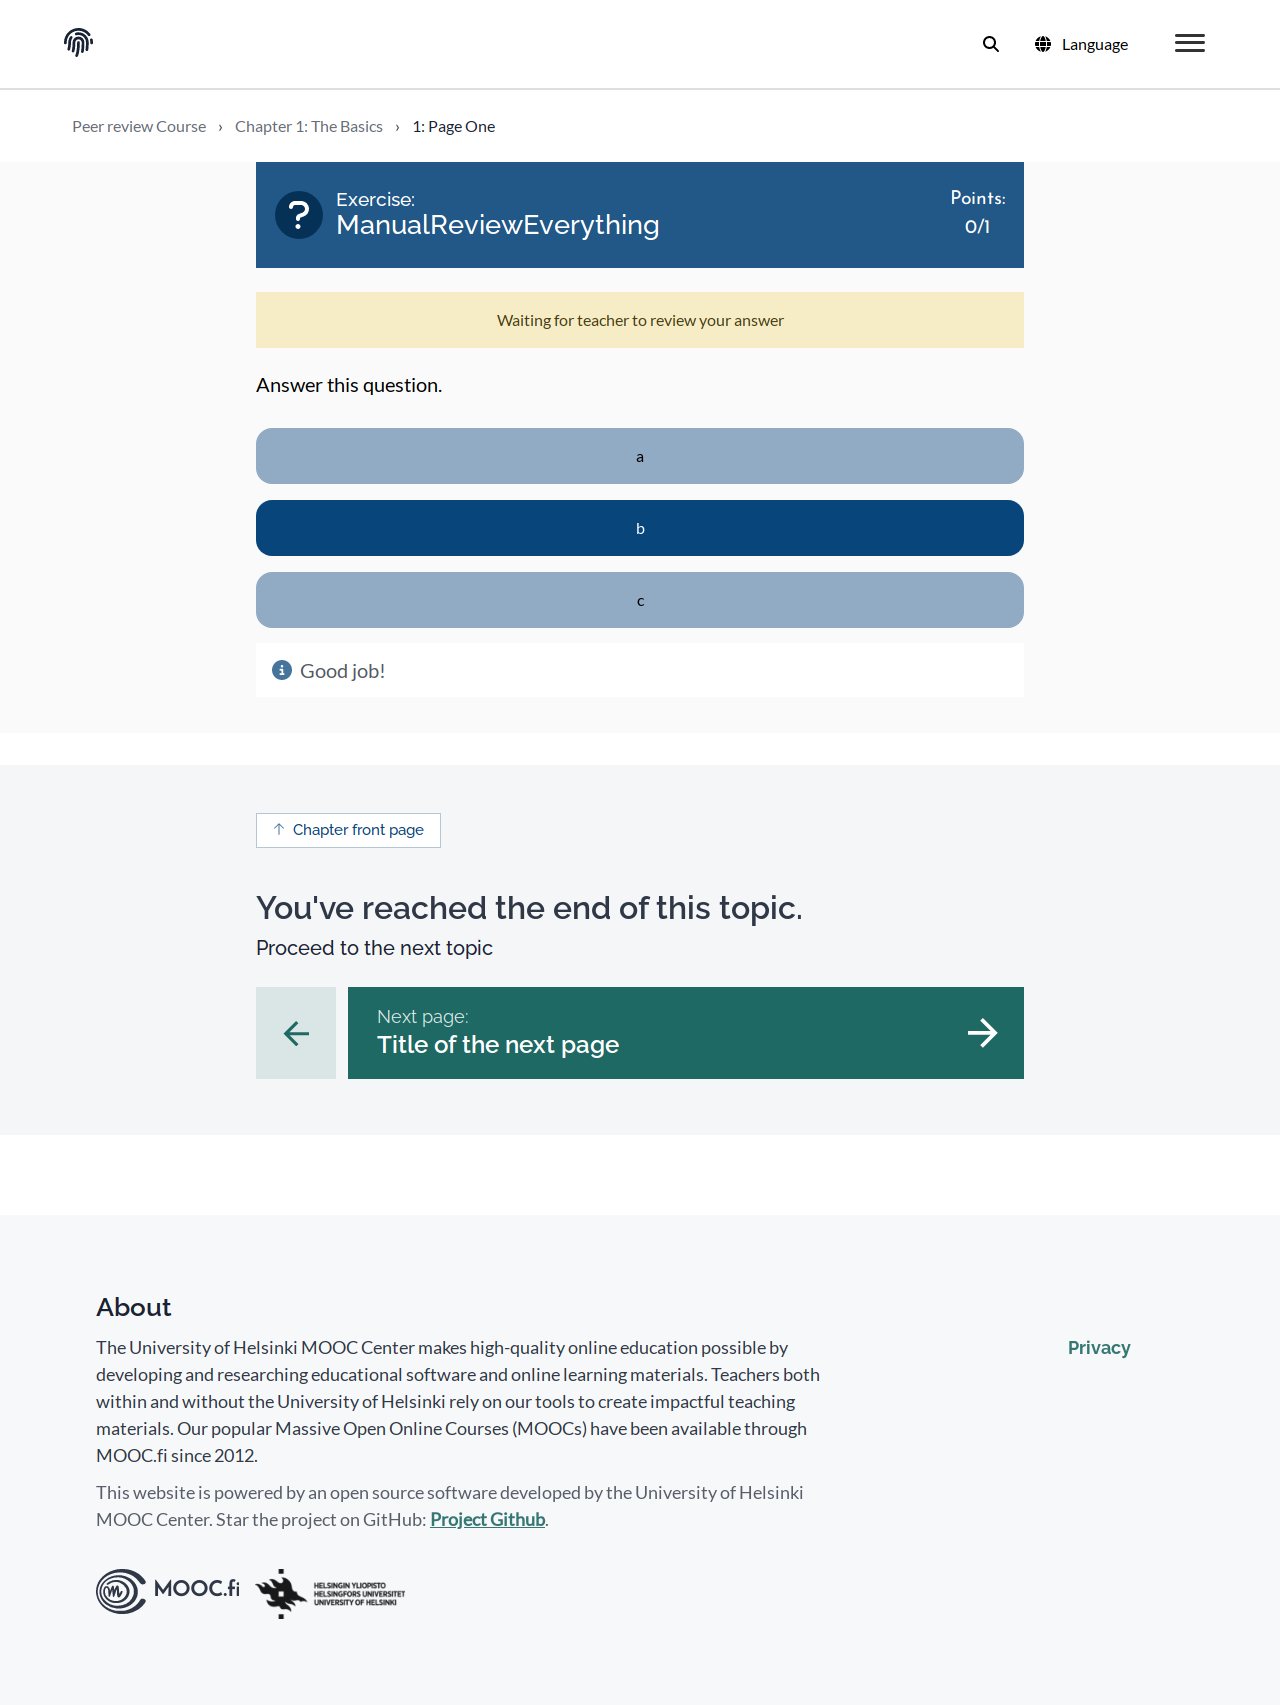 Language
Peer review Course › Chapter 1: The Basics › 1: Page One
Exercise:
ManualReviewEverything
Points:
0/1
Waiting for teacher to review your answer
Answer this question.
a
b
c
Good job!
Chapter front page
You've reached the end of this topic.
Proceed to the next topic
Next page:
Title of the next page
About
The University of Helsinki MOOC Center makes high-quality online education possible by
developing and researching educational software and online learning materials. Teachers both
within and without the University of Helsinki rely on our tools to create impactful teaching
materials. Our popular Massive Open Online Courses (MOOCs) have been available through
MOOC.fi since 2012.
This website is powered by an open source software developed by the University of Helsinki
MOOC Center. Star the project on GitHub: Project Github.
Privacy
MOOC.fi
HELSINGIN YLIOPISTO
HELSINGFORS UNIVERSITET
UNIVERSITY OF HELSINKI